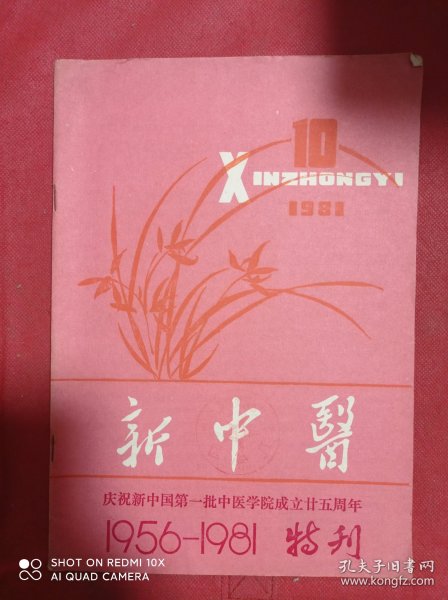 10
XINZHONGYI
1981
新中醫
庆祝新中国第一批中医学院成立廿五周年
1956-1981 特刊
SHOT ON REDMI 10X
AI QUAD CAMERA
孔夫子旧书网
www.kongfz.com